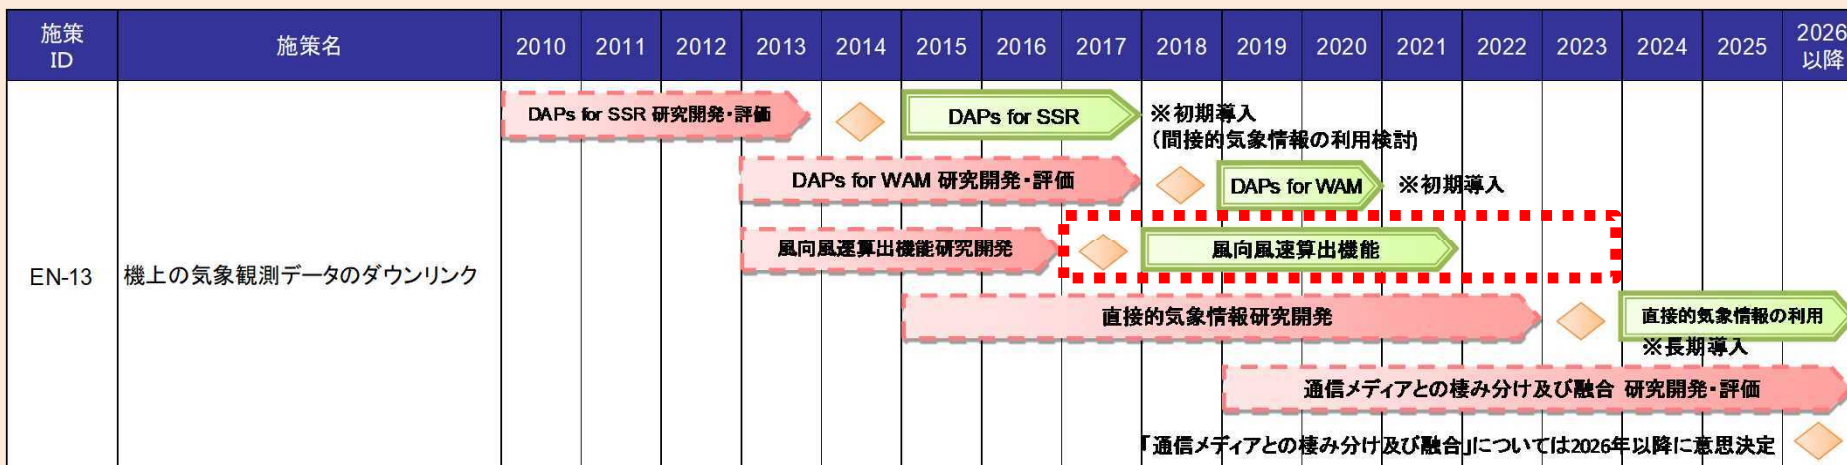 施策
ID
施策名
2010
2011
2012
2013
2014
2015
2016
2017
2018
2019
2020
2021
2022
2023
2024
2025
2026
以降
DAPs for SSR 研究開発・評価
DAPs for SSR
※初期導入
(間接的気象情報の利用検討)
DAPs for WAM 研究開発・評価
DAPs for WAM
※初期導入
風向風速算出機能研究開発
風向風速算出機能
EN-13
機上の気象観測データのダウンリンク
直接的気象情報研究開発
直接的気象情報の利用
※長期導入
通信メディアとの棲み分け及び融合 研究開発・評価
「通信メディアとの棲み分け及び融合」については2026年以降に意思決定